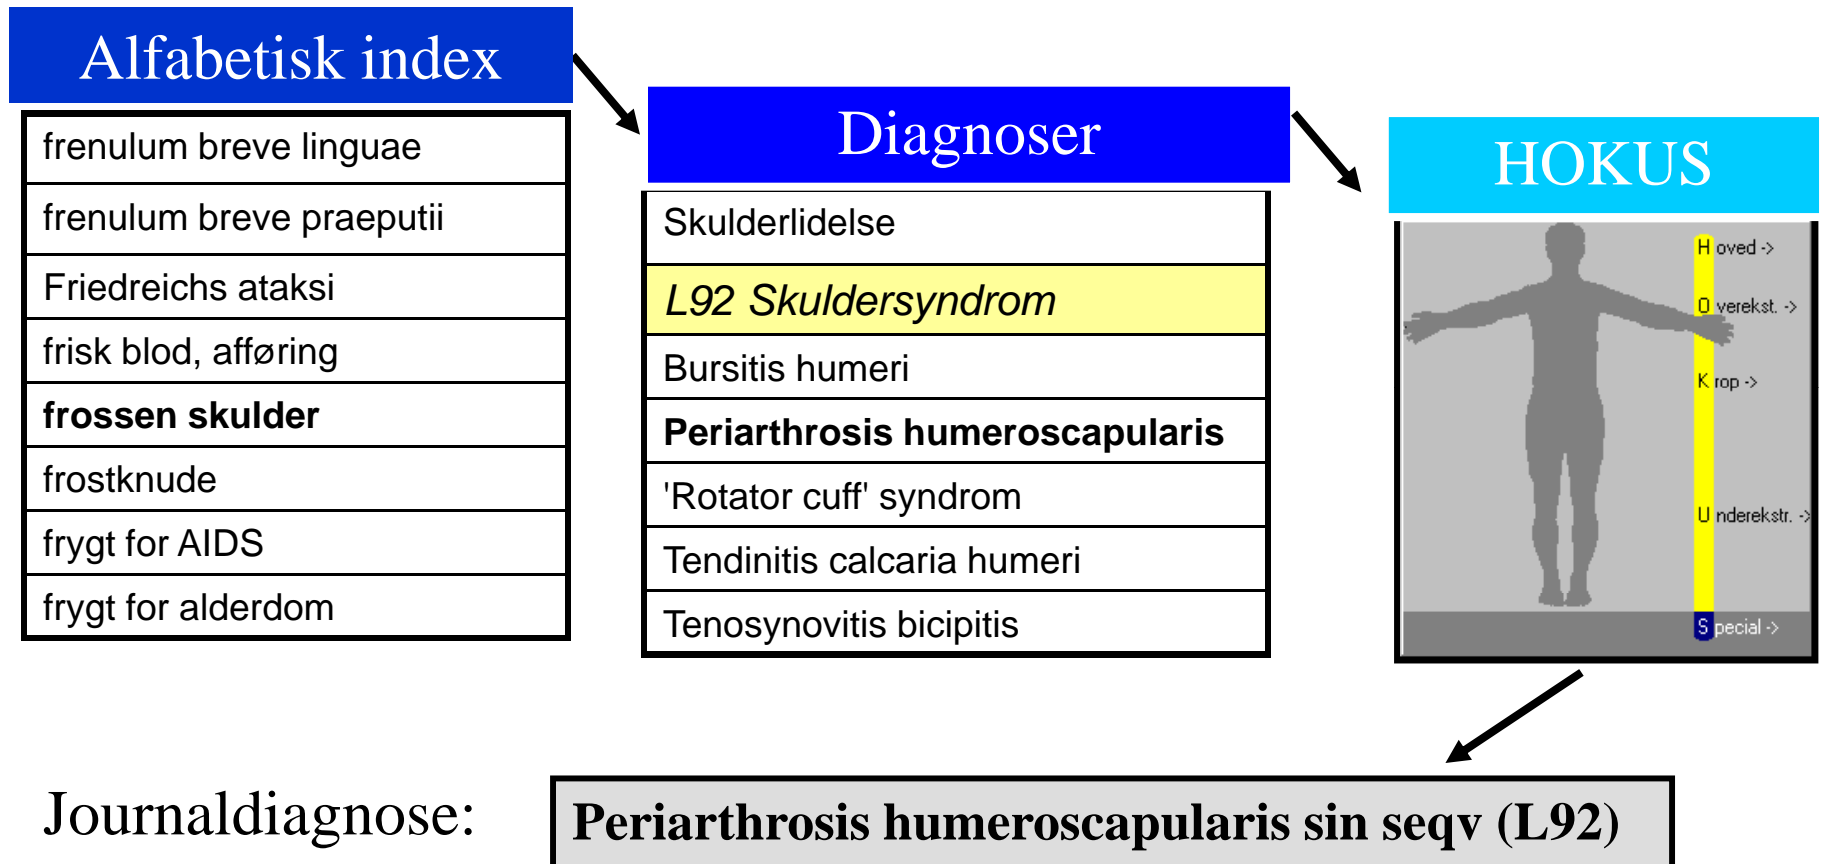 Alfabetisk index
frenulum breve linguae
frenulum breve praeputii
Friedreichs ataksi
frisk blod, afføring
frossen skulder
frostknude
frygt for AIDS
frygt for alderdom
Diagnoser
Skulderlidelse
L92 Skuldersyndrom
Bursitis humeri
Periarthrosis humeroscapularis
'Rotator cuff' syndrom
Tendinitis calcaria humeri
Tenosynovitis bicipitis
HOKUS
Hoved ->
Overekst. ->
Krop ->
Underekstr. ->
Special ->
Journaldiagnose:
Periarthrosis humeroscapularis sin seqv (L92)